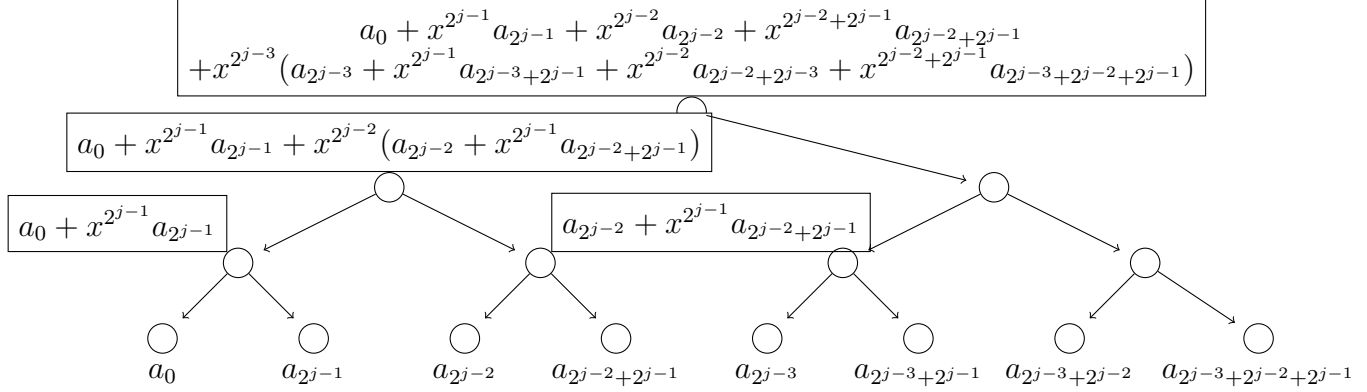 $a_0 + x^{2^{j-1}} a_{2^{j-1}} + x^{2^{j-2}} a_{2^{j-2}} + x^{2^{j-2}+2^{j-1}} a_{2^{j-2}+2^{j-1}}$
$+x^{2^{j-3}}(a_{2^{j-3}} + x^{2^{j-1}} a_{2^{j-3}+2^{j-1}} + x^{2^{j-2}} a_{2^{j-2}+2^{j-3}} + x^{2^{j-2}+2^{j-1}} a_{2^{j-3}+2^{j-2}+2^{j-1}})$
$a_0 + x^{2^{j-1}} a_{2^{j-1}} + x^{2^{j-2}}(a_{2^{j-2}} + x^{2^{j-1}} a_{2^{j-2}+2^{j-1}})$
$a_0 + x^{2^{j-1}} a_{2^{j-1}}$
$a_{2^{j-2}} + x^{2^{j-1}} a_{2^{j-2}+2^{j-1}}$
$a_0$ $a_{2^{j-1}}$ $a_{2^{j-2}}$ $a_{2^{j-2}+2^{j-1}}$ $a_{2^{j-3}}$ $a_{2^{j-3}+2^{j-1}}$ $a_{2^{j-3}+2^{j-2}}$ $a_{2^{j-3}+2^{j-2}+2^{j-1}}$